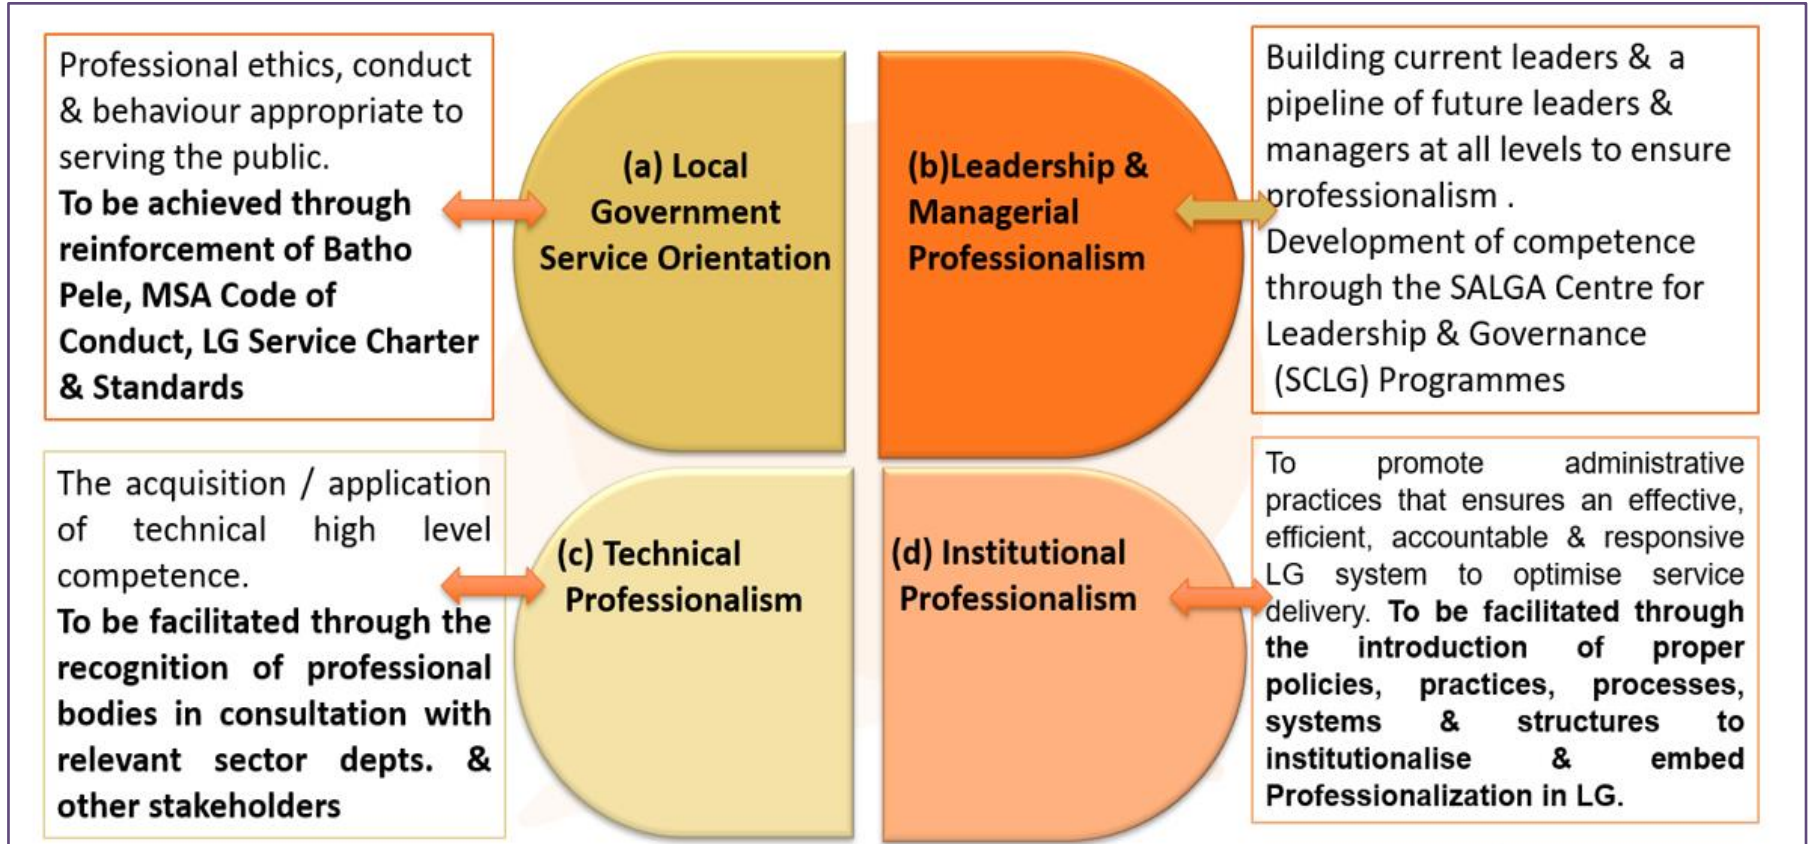 Professional ethics, conduct
& behaviour appropriate to
serving the public.
To be achieved through
reinforcement of Batho
Pele, MSA Code of
Conduct, LG Service Charter
& Standards
(a) Local
Government
Service Orientation
(b)Leadership &
Managerial
Professionalism
Building current leaders & a
pipeline of future leaders &
managers at all levels to ensure
professionalism .
Development of competence
through the SALGA Centre for
Leadership & Governance
(SCLG) Programmes
The acquisition / application
of technical high level
competence.
To be facilitated through the
recognition of professional
bodies in consultation with
relevant sector depts. &
other stakeholders
(c) Technical
Professionalism
(d) Institutional
Professionalism
To promote administrative
practices that ensures an effective,
efficient, accountable & responsive
LG system to optimise service
delivery. To be facilitated through
the introduction of proper
policies, practices, processes,
systems & structures to
institutionalise & embed
Professionalization in LG.